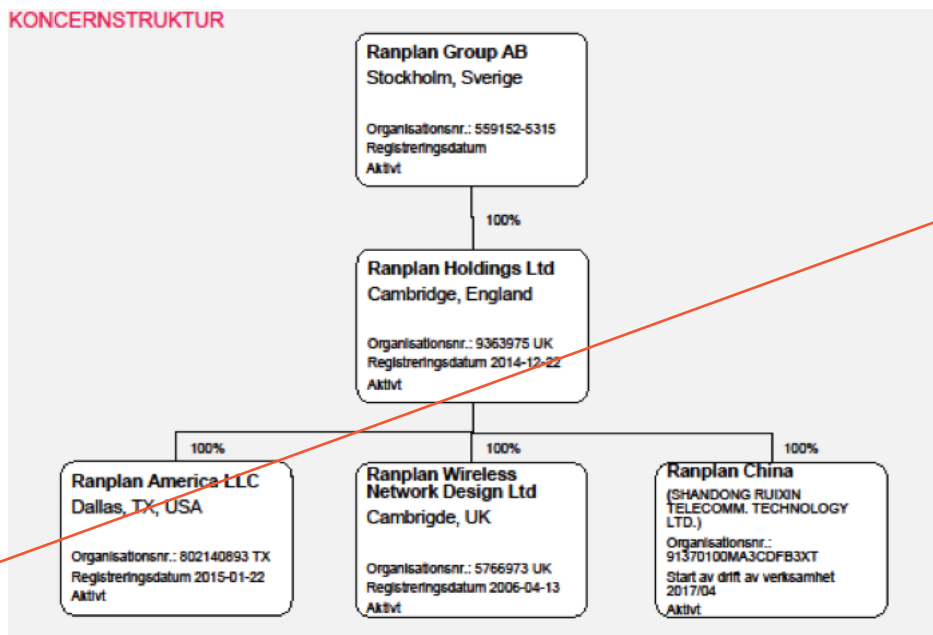 KONCERNSTRUKTUR
Ranplan Group AB
Stockholm, Sverige
Organisationsnr.: 559152-5315
Registreringsdatum
Aktivt
100%
Ranplan Holdings Ltd
Cambridge, England
Organisationsnr.: 9363975 UK
Registreringsdatum 2014-12-22
Aktivt
100%
Ranplan America LLC
Dallas, TX, USA
Organisationsnr.: 802140893 TX
Registreringsdatum 2015-01-22
Aktivt
100%
Ranplan Wireless
Network Design Ltd
Cambrigde, UK
Organisationsnr.: 5766973 UK
Registreringsdatum 2006-04-13
Aktivt
100%
Ranplan China
(SHANDONG RUIXIN
TELECOMM. TECHNOLOGY
LTD.)
Organisationsnr.:
91370100MA3CDFB3XT
Start av drift av verksamhet
2017/04
Aktivt